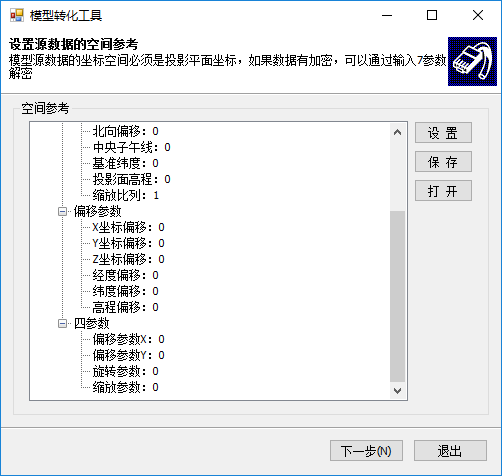 模型转化工具
设置源数据的空间参考
模型源数据的坐标空间必须是投影平面坐标，如果数据有加密，可以通过输入7参数
解密
空间参考
北向偏移：0
中央子午线：0
基准纬度：0
投影面高程：0
缩放比列：1
偏移参数
X坐标偏移：0
Y坐标偏移：0
Z坐标偏移：0
经度偏移：0
纬度偏移：0
高程偏移：0
四参数
偏移参数X：0
偏移参数Y：0
旋转参数：0
缩放参数：0
设 置
保 存
打 开
下一步(N)
退出